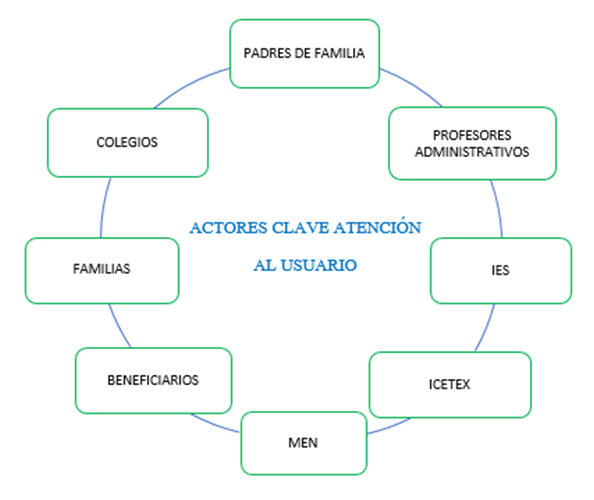 PADRES DE FAMILIA
PROFESORES
ADMINISTRATIVOS
COLEGIOS
ACTORES CLAVE ATENCIÓN
AL USUARIO
FAMILIAS
IES
BENEFICIARIOS
ICETEX
MEN